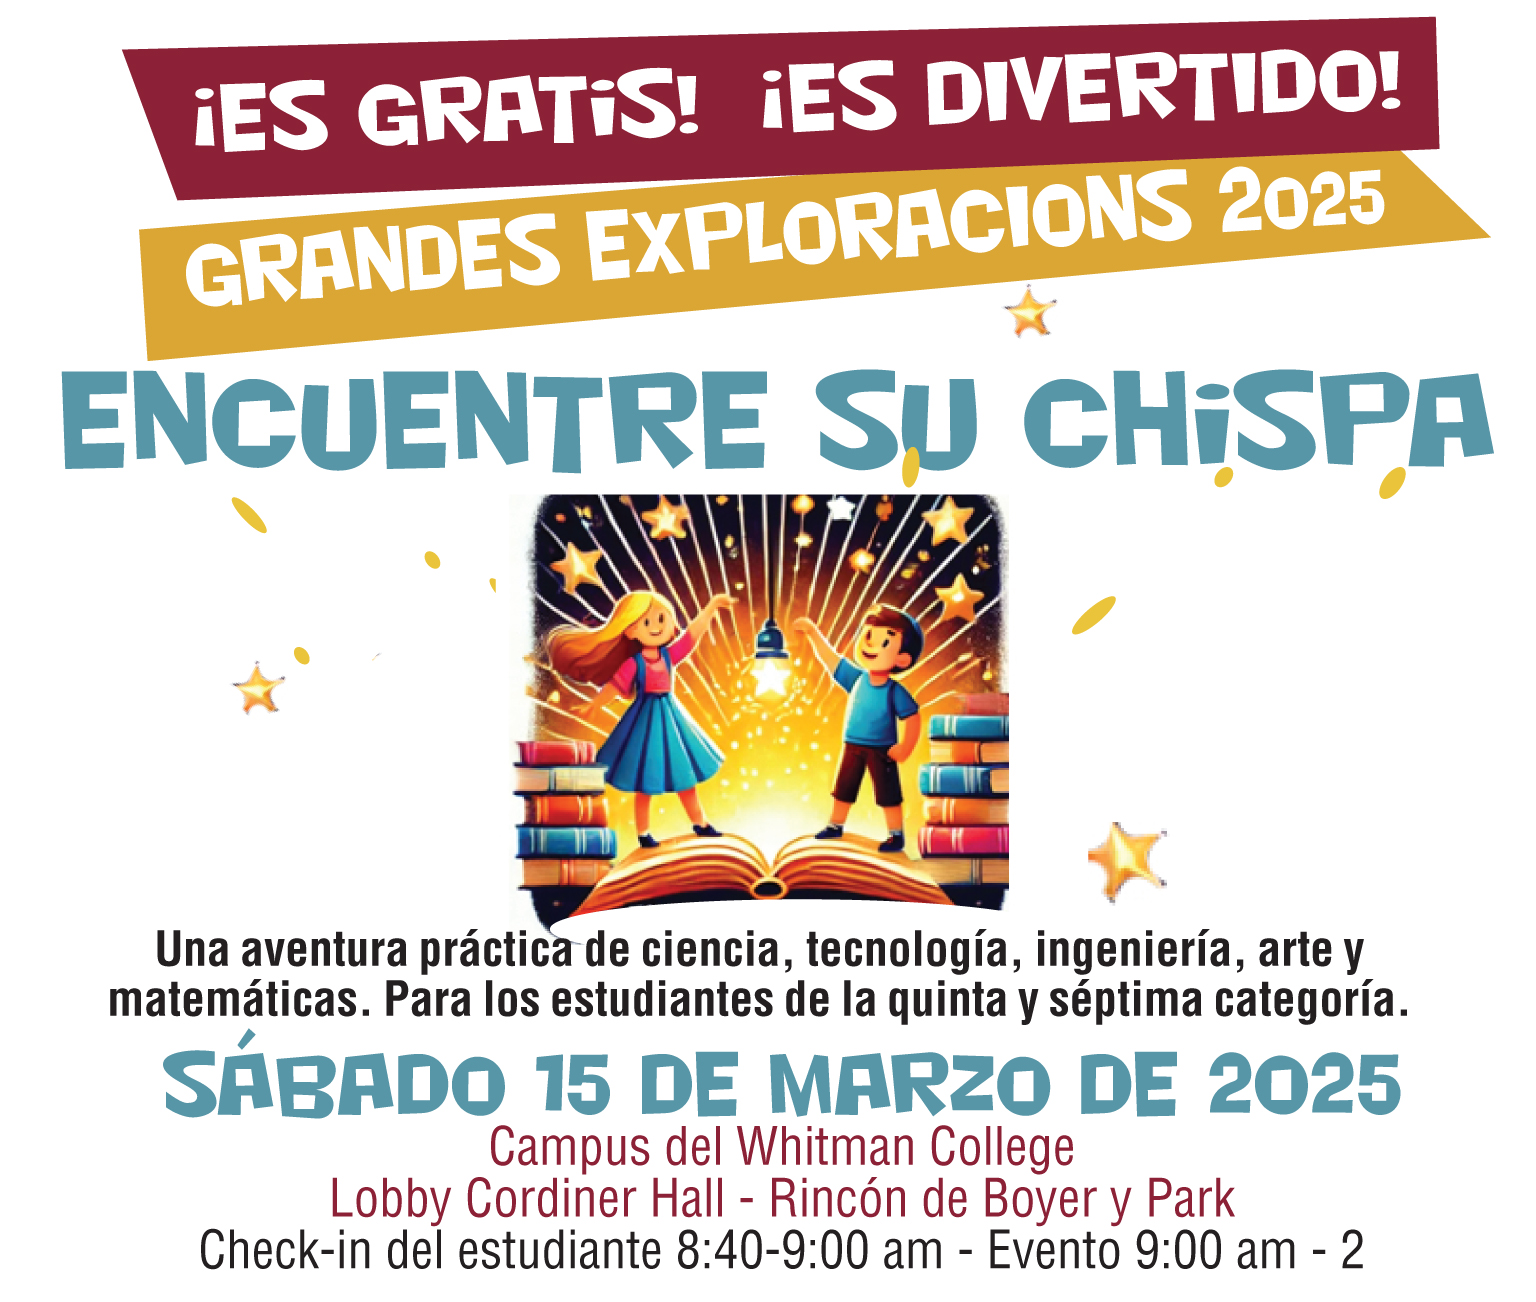 ¡ES GRATIS! ¡ES DIVERTIDO!
GRANDES EXPLORACIONS 2025
ENCUENTRE SU CHISPA
Una aventura práctica de ciencia, tecnología, ingeniería, arte y
matemáticas. Para los estudiantes de la quinta y séptima categoría.
SÁBADO 15 DE MARZO DE 2025
Campus del Whitman College
Lobby Cordiner Hall - Rincón de Boyer y Park
Check-in del estudiante 8:40-9:00 am - Evento 9:00 am - 2